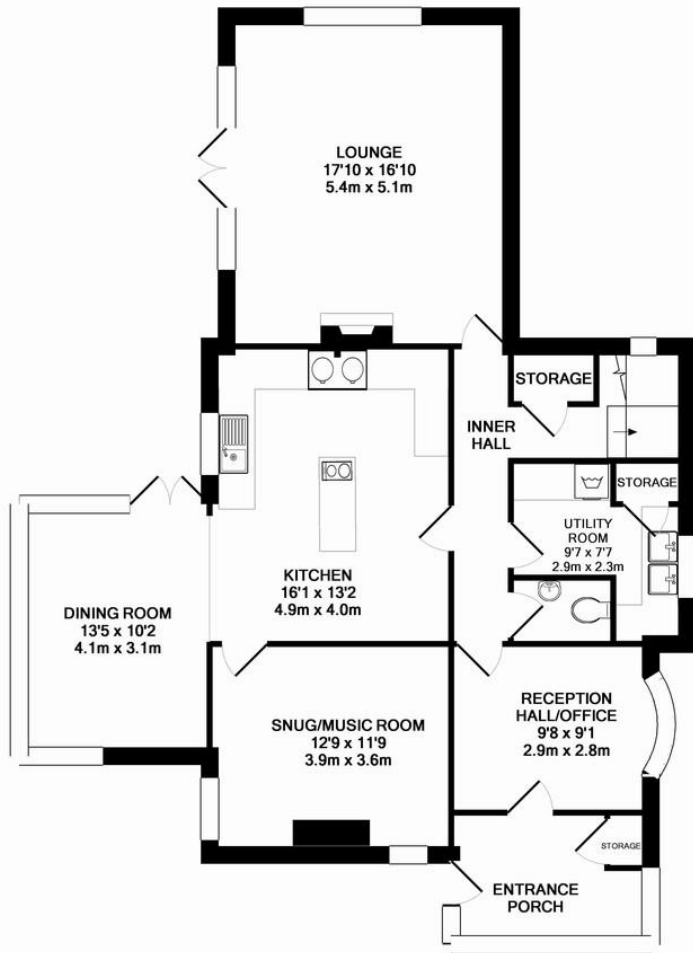 LOUNGE
17'10 x 16'10
5.4m x 5.1m
STORAGE
INNER
HALL
STORAGE
UTILITY
ROOM
9'7 x 7'7
2.9m x 2.3m
KITCHEN
16'1 x 13'2
4.9m x 4.0m
DINING ROOM
13'5 x 10'2
4.1m x 3.1m
SNUG/MUSIC ROOM
12'9 x 11'9
3.9m x 3.6m
RECEPTION
HALL/OFFICE
9'8 x 9'1
2.9m x 2.8m
STORAGE
ENTRANCE
PORCH